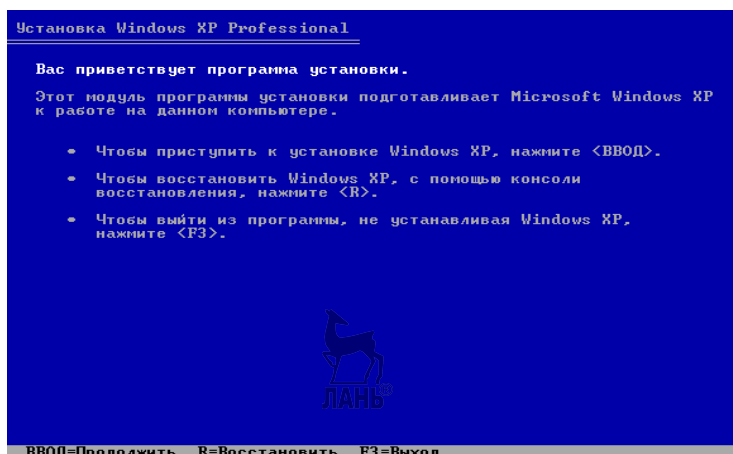 Установка Windows XP Professional
Вас приветствует программа установки.
Этот модуль программы установки подготавливает Microsoft Windows XP
к работе на данном компьютере.
• Чтобы приступить к установке Windows XP, нажмите <ВВОД>.
• Чтобы восстановить Windows XP, с помощью консоли
восстановления, нажмите <R>.
• Чтобы выйти из программы, не устанавливая Windows XP,
нажмите <F3>.
ЛАНЬ®
ВВОД=Продолжить R=Восстановить F3=Выход